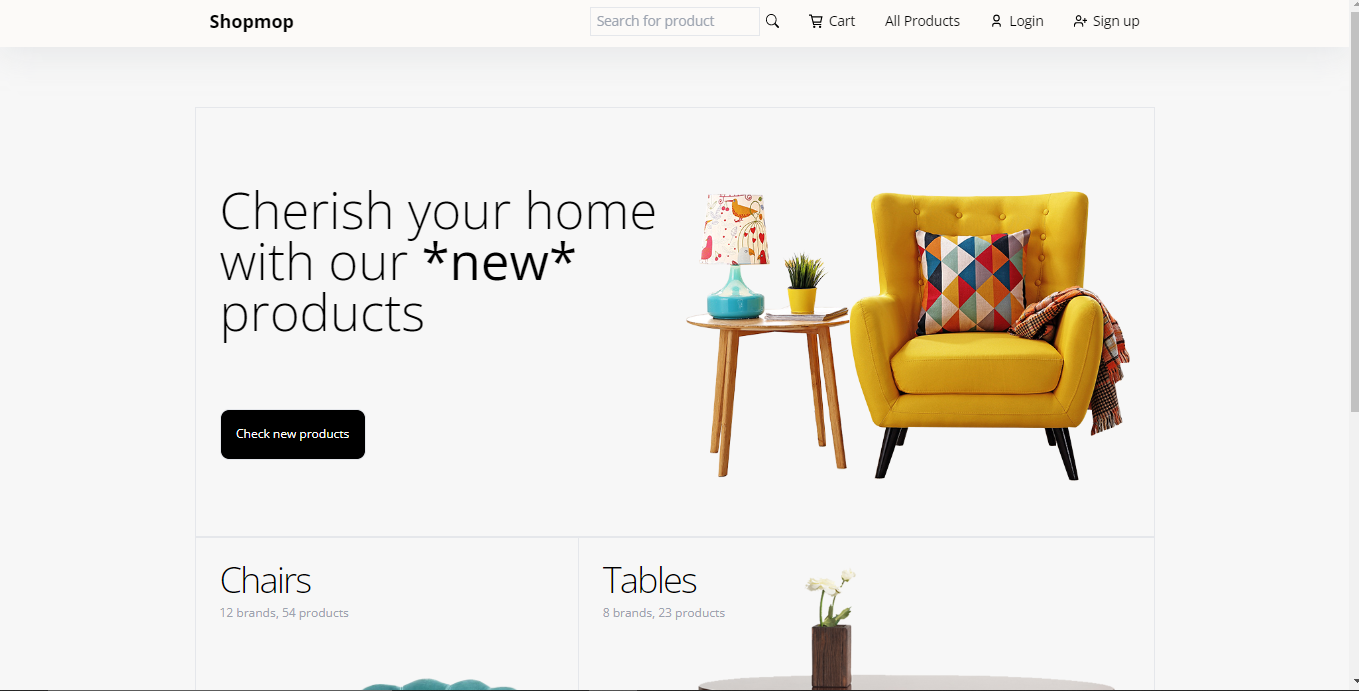 Shopmop
Search for product
Cart
All Products
Login
Sign up
Cherish your home
with our *new*
products
Check new products
Chairs
12 brands, 54 products
Tables
8 brands, 23 products